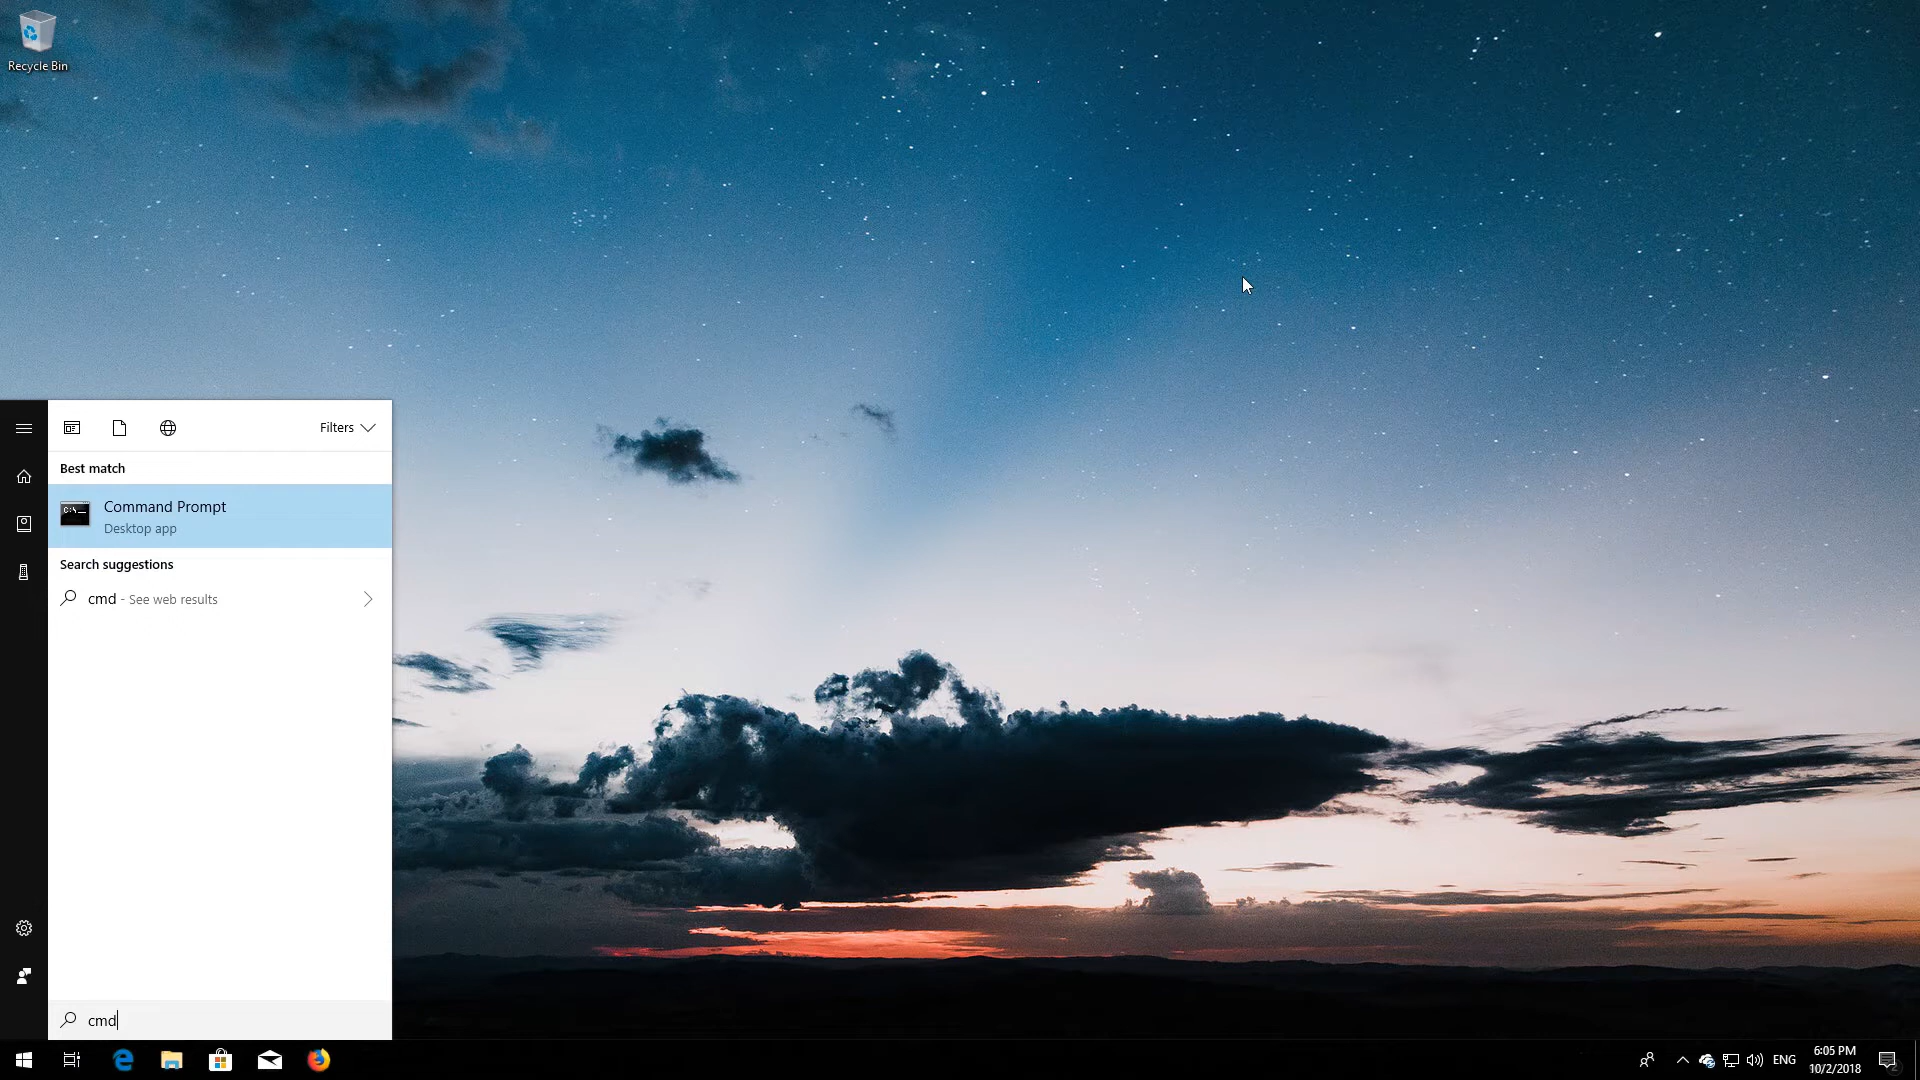 Recycle Bin
Filters
Best match
C:\_
Command Prompt
Desktop app
Search suggestions
cmd - See web results
cmd
ENG
6:05 PM
10/2/2018
2